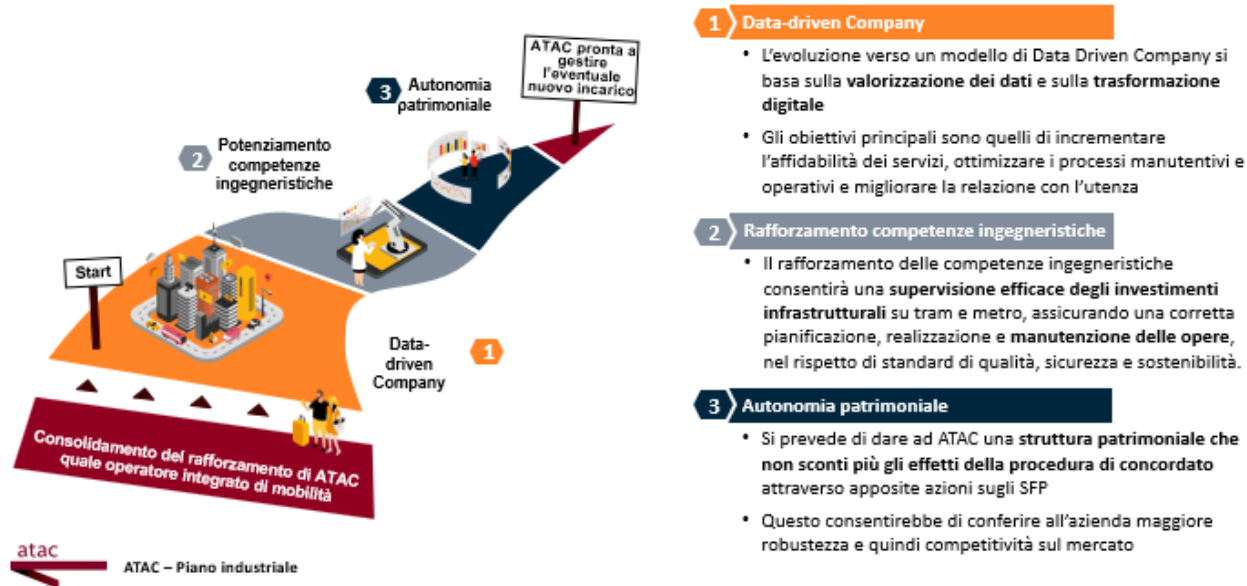 ATAC pronta a
gestire
l'eventuale
nuovo incarico
3 Autonomia
patrimoniale
2 Potenziamento
competenze
ingegneristiche
Start
Data-
driven
Company
1
Consolidamento del rafforzamento di ATAC
quale operatore integrato di mobilità
atac
ATAC – Piano industriale
1 Data-driven Company
• L'evoluzione verso un modello di Data Driven Company si
basa sulla valorizzazione dei dati e sulla trasformazione
digitale
• Gli obiettivi principali sono quelli di incrementare
l'affidabilità dei servizi, ottimizzare i processi manutentivi e
operativi e migliorare la relazione con l'utenza
2 Rafforzamento competenze ingegneristiche
• Il rafforzamento delle competenze ingegneristiche
consentirà una supervisione efficace degli investimenti
infrastrutturali su tram e metro, assicurando una corretta
pianificazione, realizzazione e manutenzione delle opere,
nel rispetto di standard di qualità, sicurezza e sostenibilità.
3 Autonomia patrimoniale
• Si prevede di dare ad ATAC una struttura patrimoniale che
non sconti più gli effetti della procedura di concordato
attraverso apposite azioni sugli SFP
• Questo consentirebbe di conferire all'azienda maggiore
robustezza e quindi competitività sul mercato